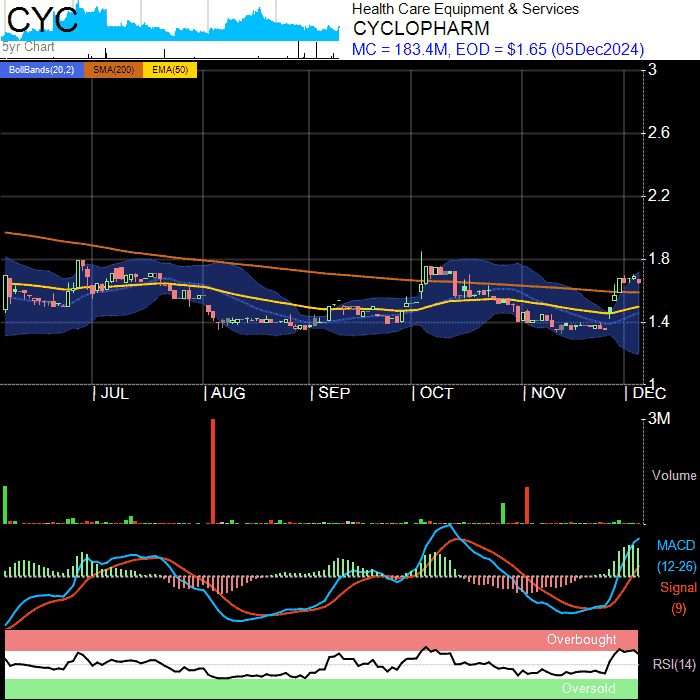 CYC
5yr Chart
Health Care Equipment & Services
CYCLOPHARM
MC = 183.4M, EOD = $1.65 (05Dec2024)
BollBands(20,2) SMA(200) EMA(50)
3
2.6
2.2
1.8
1.4
1
JUL AUG SEP OCT NOV DEC
3M
Volume
MACD
(12-26)
Signal
(9)
Overbought
RSI(14)
Oversold